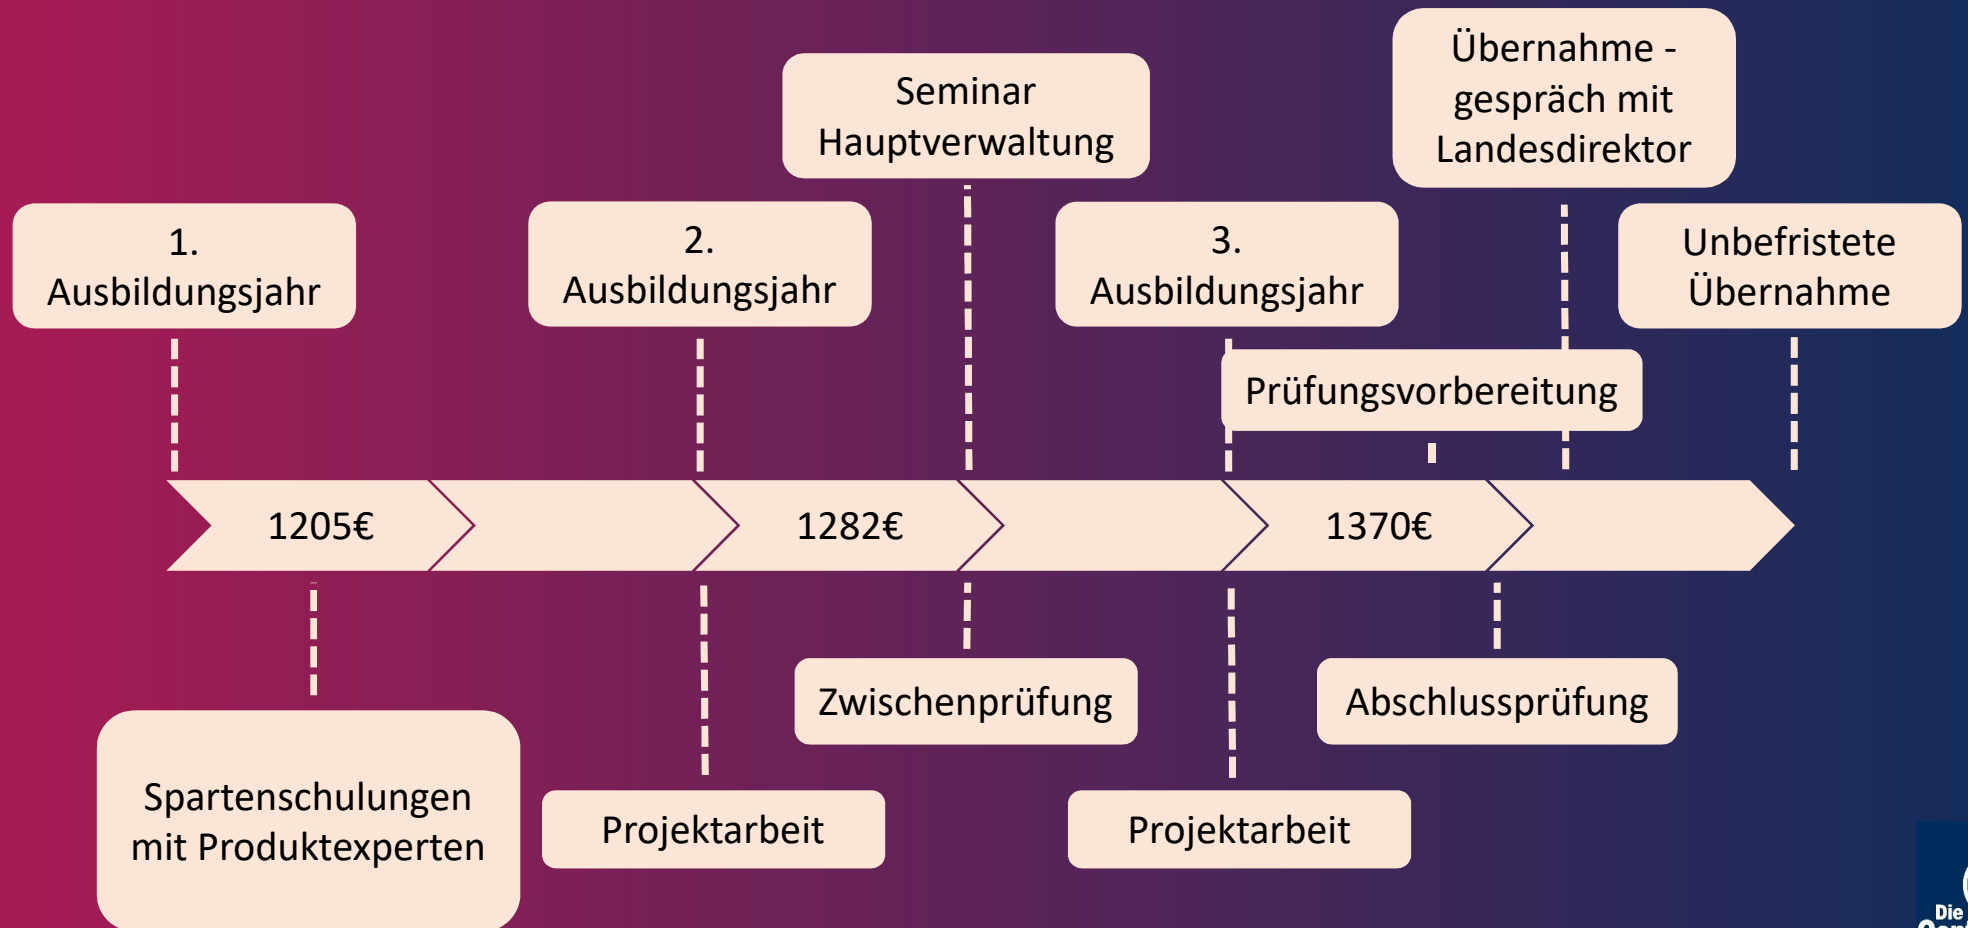 Übernahme -
gespräch mit
Landesdirektor
Seminar
Hauptverwaltung
1.
Ausbildungsjahr
2.
Ausbildungsjahr
3.
Ausbildungsjahr
Unbefristete
Übernahme
Prüfungsvorbereitung
1205€
1282€
1370€
Zwischenprüfung
Abschlussprüfung
Spartenschulungen
mit Produktexperten
Projektarbeit
Projektarbeit
Die